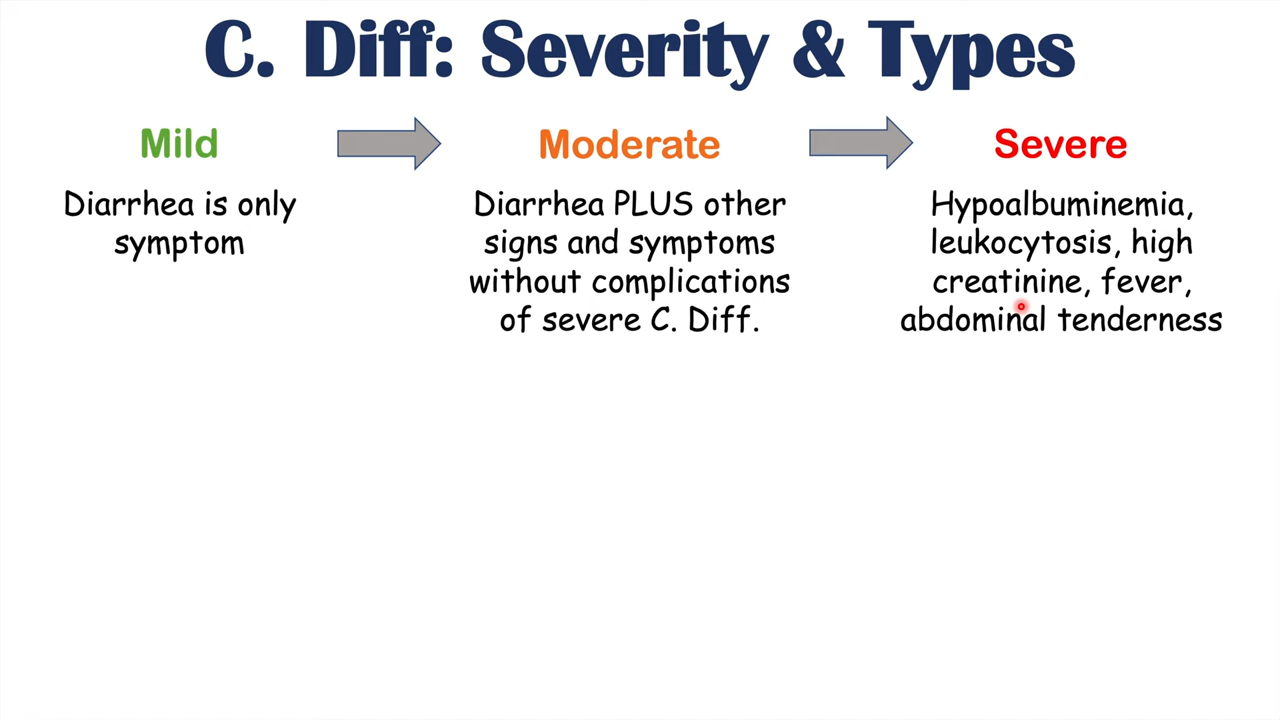 C. Diff: Severity & Types
Mild
Moderate
Severe
Diarrhea is only
symptom
Diarrhea PLUS other
signs and symptoms
without complications
of severe C. Diff.
Hypoalbuminemia,
leukocytosis, high
creatinine, fever,
abdominal tenderness